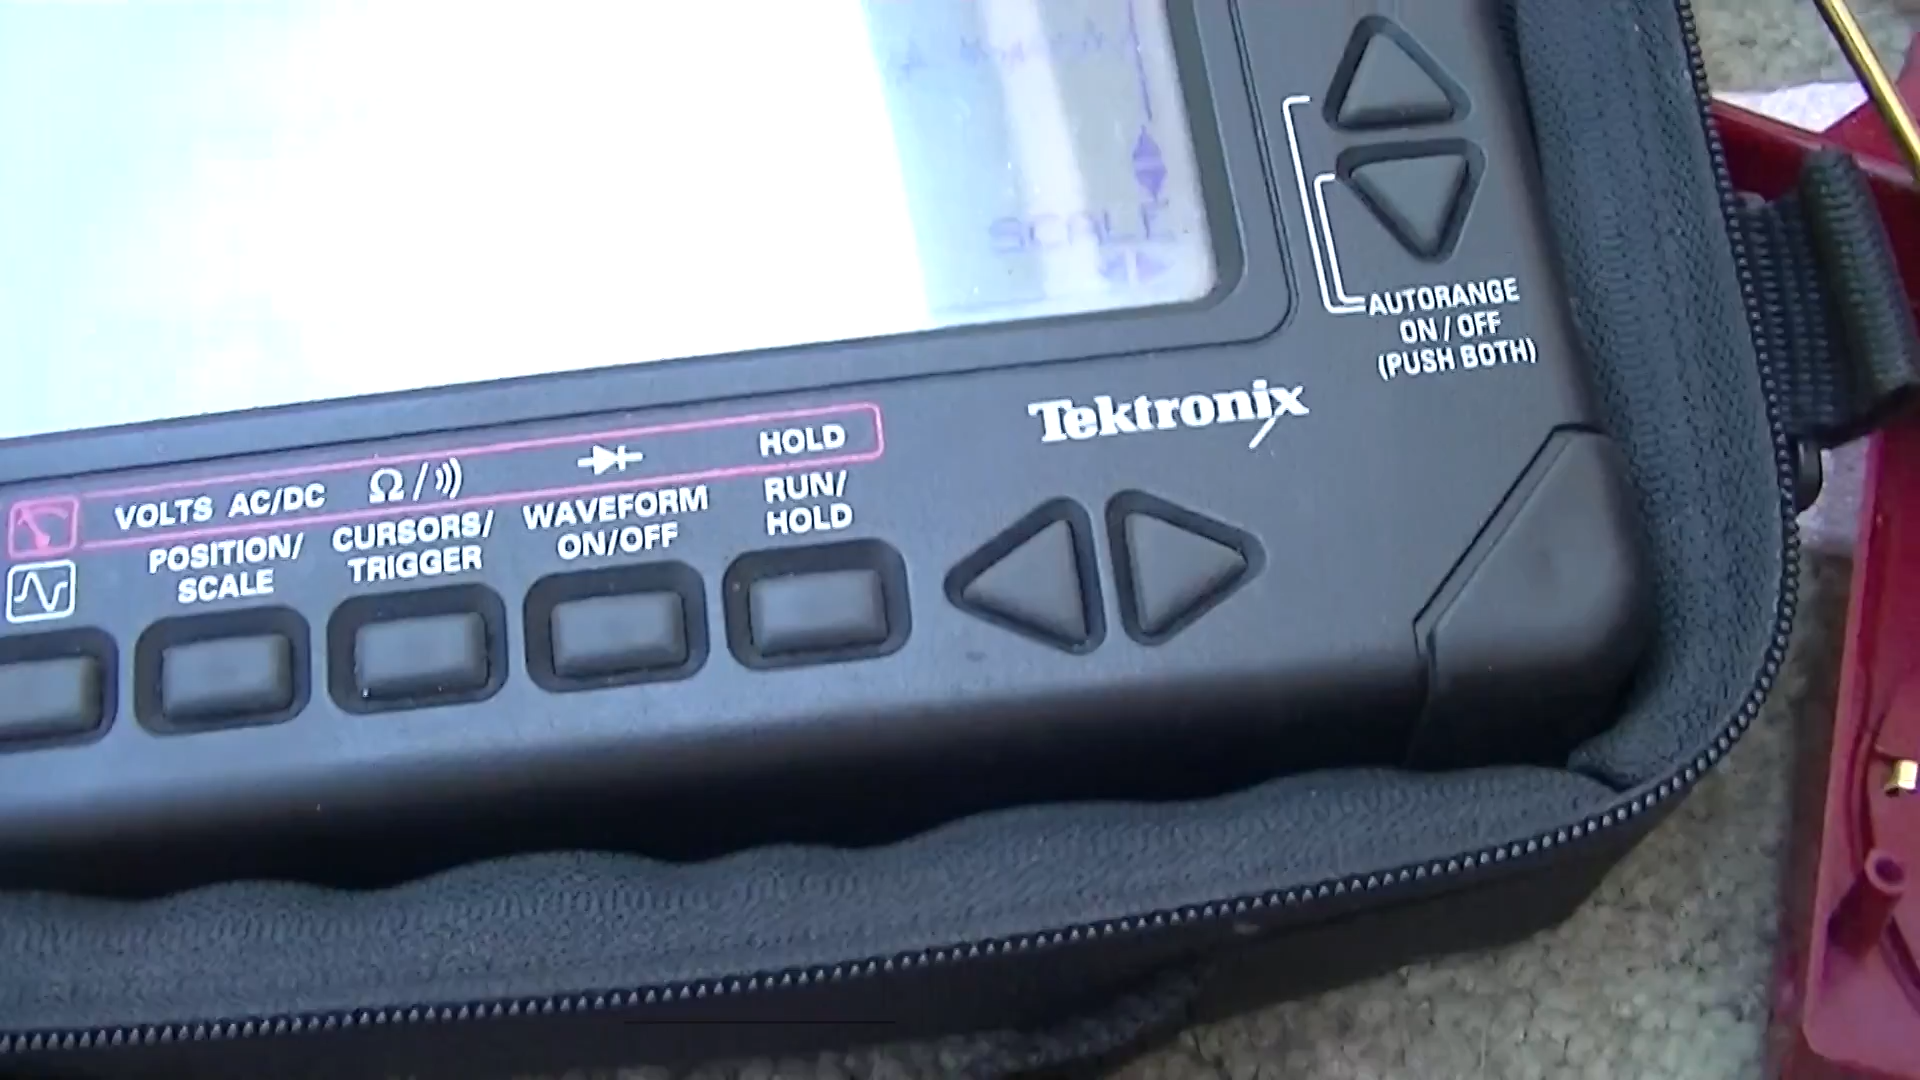 SCALE
AUTORANGE
ON / OFF
(PUSH BOTH)
Tektronix
VOLTS AC/DC Ω/ HOLD
POSITION/
SCALE
CURSORS/
TRIGGER
WAVEFORM
ON/OFF
RUN/
HOLD